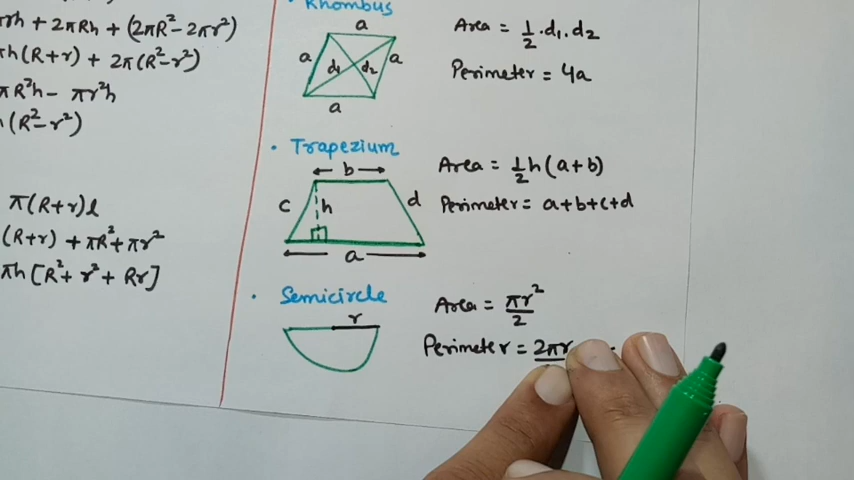 πrh + 2πRh + (2πR² - 2πr²)
πh(R+r) + 2π(R²-r²)
πR²h - πr²h
(R²-r²)
π(R+r)l
(R+r) + πR² + πr²
πh[R² + r² + Rr]
• Rhombus
a
a d₁ d₂ a
a
Area = 1/2 · d₁ · d₂
Perimeter = 4a
• Trapezium
b
c h d
a
Area = 1/2 h(a+b)
Perimeter = a+b+c+d
• Semicircle
r
Area = πr²/2
Perimeter = 2πr